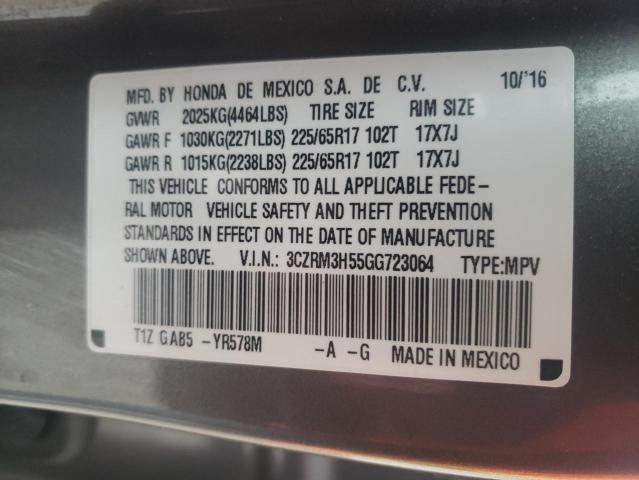 MFD. BY HONDA DE MEXICO S.A. DE C.V. 10/'16
GVWR 2025KG(4464LBS) TIRE SIZE RIM SIZE
GAWR F 1030KG(2271LBS) 225/65R17 102T 17X7J
GAWR R 1015KG(2238LBS) 225/65R17 102T 17X7J
THIS VEHICLE CONFORMS TO ALL APPLICABLE FEDE-
RAL MOTOR VEHICLE SAFETY AND THEFT PREVENTION
STANDARDS IN EFFECT ON THE DATE OF MANUFACTURE
SHOWN ABOVE. V.I.N.: 3CZRM3H55GG723064 TYPE:MPV
T1Z GAB5 -YR578M -A -G MADE IN MEXICO